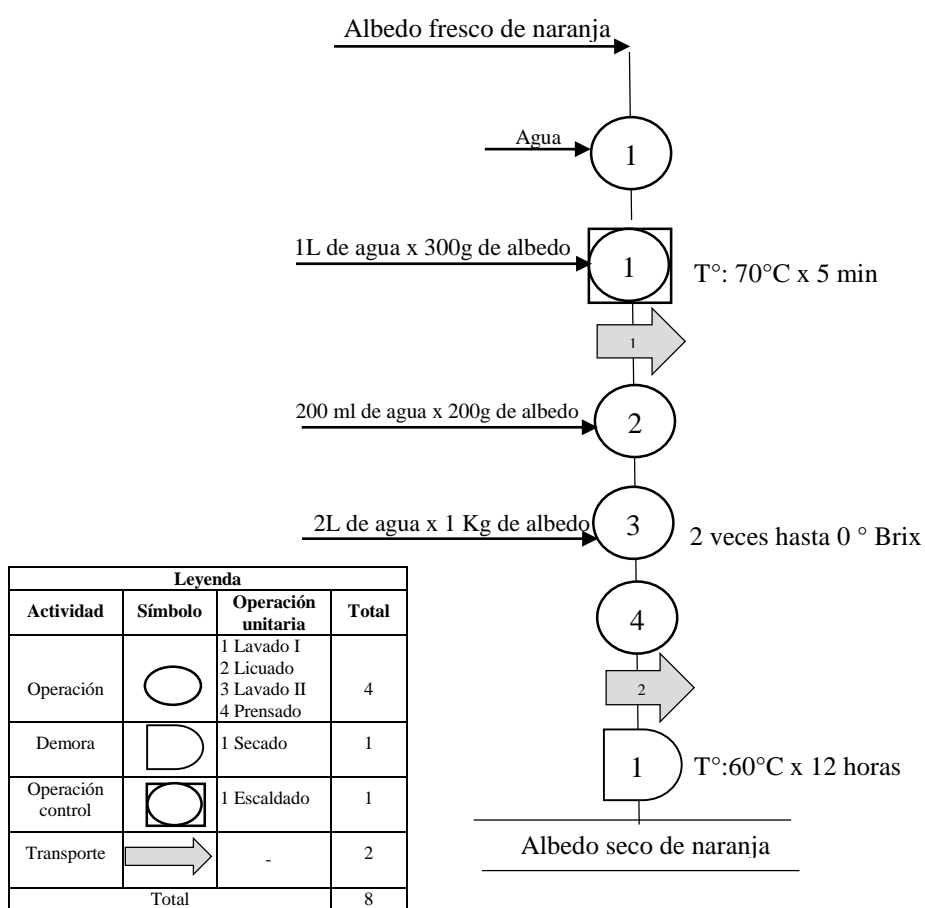 Albedo fresco de naranja
Agua
1
1L de agua x 300g de albedo
1
T°: 70°C x 5 min
1
200 ml de agua x 200g de albedo
2
2L de agua x 1 Kg de albedo
3
2 veces hasta 0 ° Brix
4
2
1
T°:60°C x 12 horas
Albedo seco de naranja
Leyenda
Actividad Símbolo Operación unitaria Total
Operación
1 Lavado I
2 Licuado
3 Lavado II
4 Prensado
4
Demora 1 Secado 1
Operación control 1 Escaldado 1
Transporte - 2
Total 8